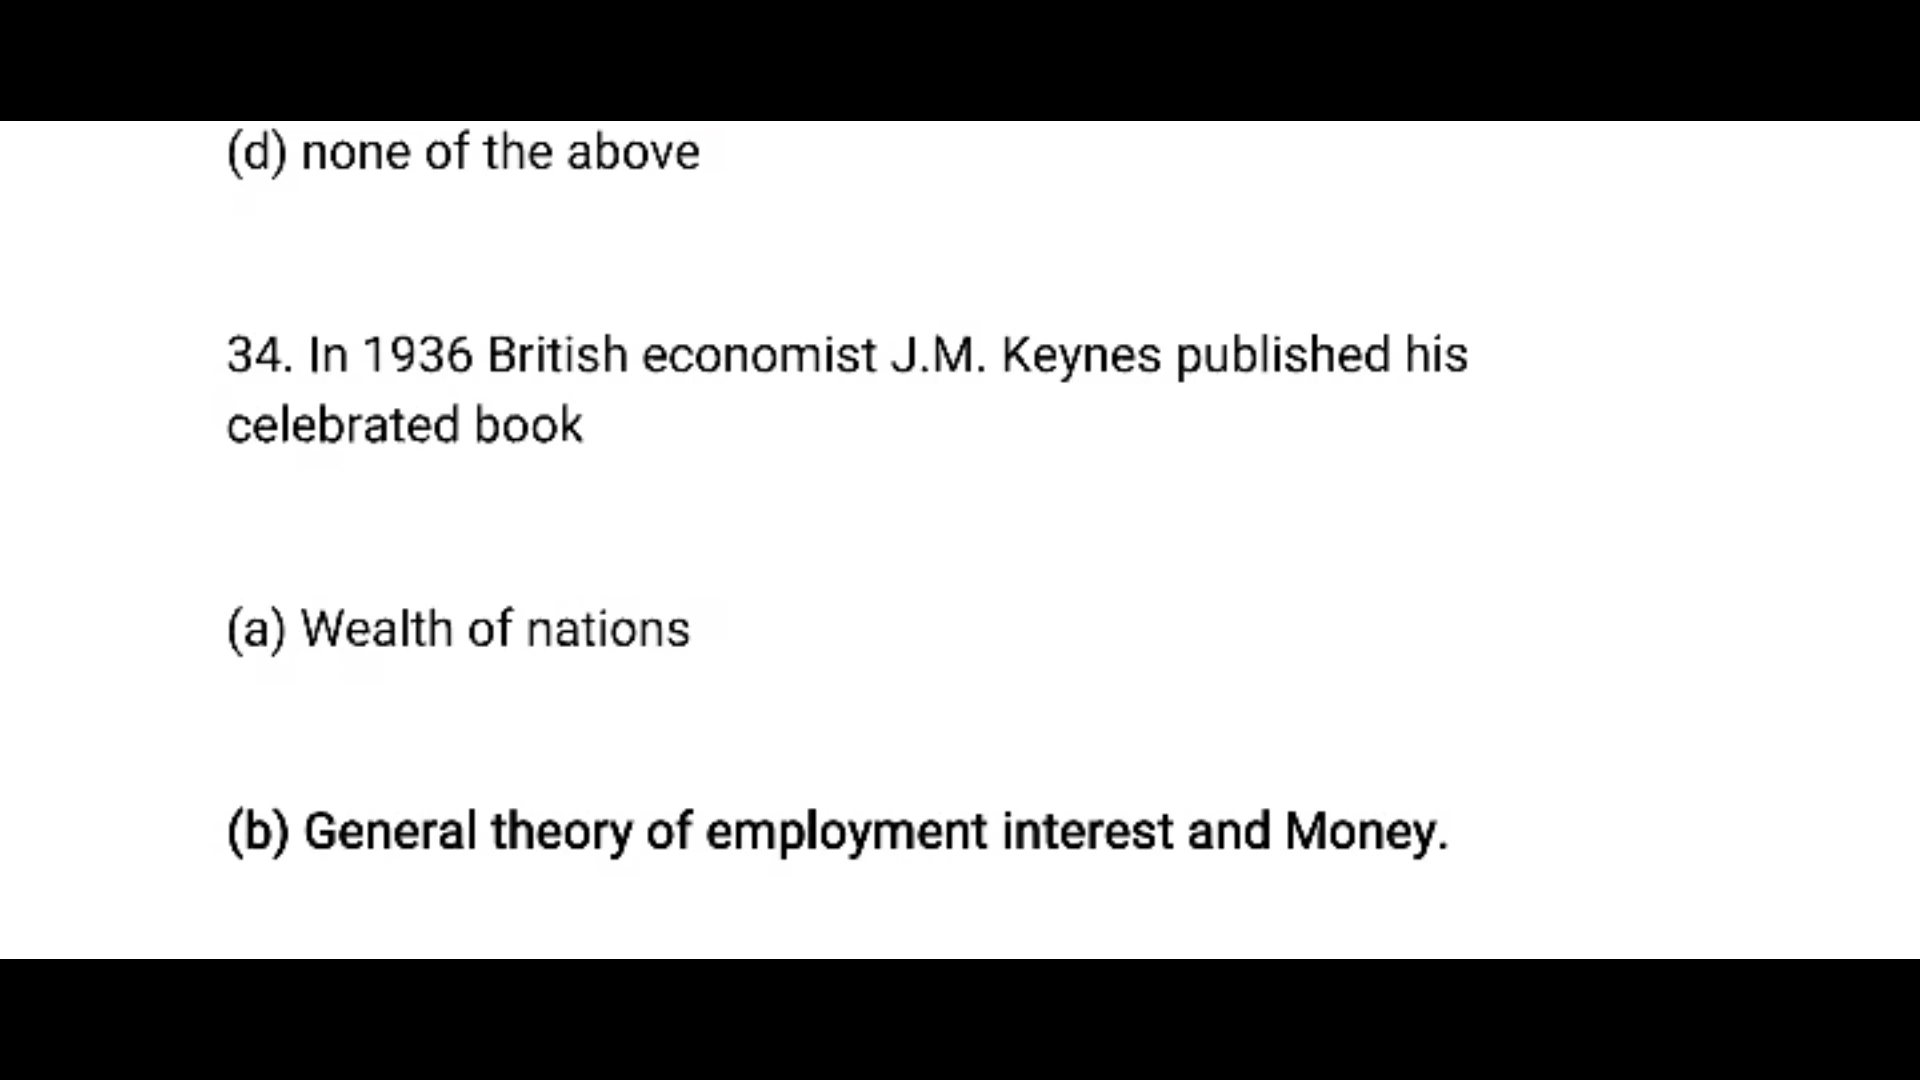 (d) none of the above
34. In 1936 British economist J.M. Keynes published his
celebrated book
(a) Wealth of nations
(b) General theory of employment interest and Money.